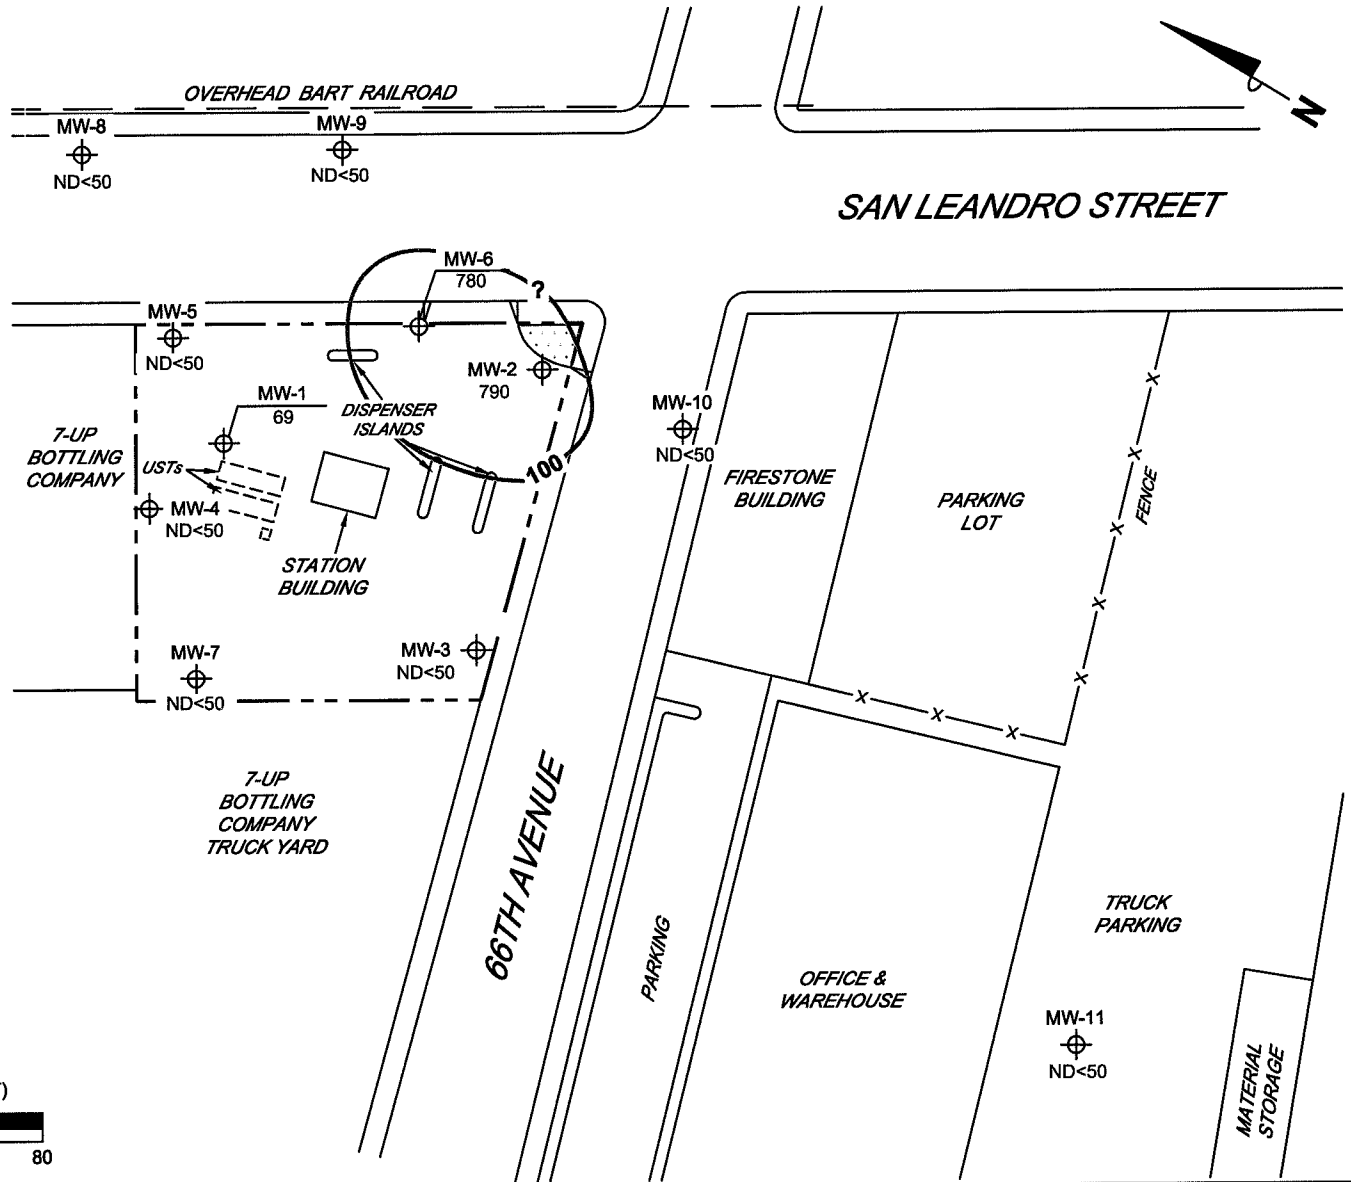 OVERHEAD BART RAILROAD
N
MW-8
ND<50
MW-9
ND<50
SAN LEANDRO STREET
MW-6
780
?
MW-5
ND<50
MW-2
790
MW-1
69
DISPENSER
ISLANDS
MW-10
ND<50
7-UP
BOTTLING
COMPANY
USTs
100
MW-4
ND<50
FIRESTONE
BUILDING
PARKING
LOT
X
X
X
FENCE
X
X
X
X
X
STATION
BUILDING
MW-7
ND<50
MW-3
ND<50
7-UP
BOTTLING
COMPANY
TRUCK YARD
66TH AVENUE
PARKING
OFFICE &
WAREHOUSE
TRUCK
PARKING
MW-11
ND<50
MATERIAL
STORAGE
)
80